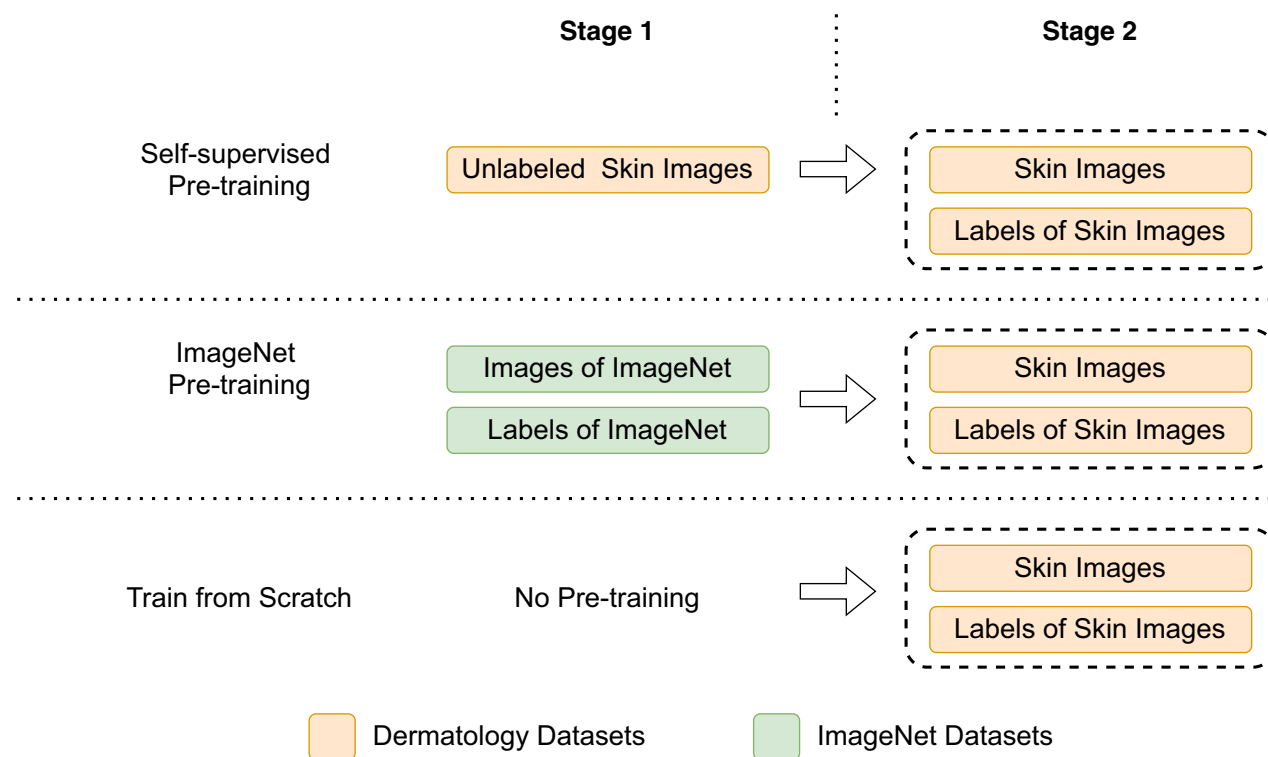 Stage 1
Stage 2
Self-supervised
Pre-training
Unlabeled  Skin Images
Skin Images
Labels of Skin Images
ImageNet
Pre-training
Images of ImageNet
Labels of ImageNet
Skin Images
Labels of Skin Images
Train from Scratch
No Pre-training
Skin Images
Labels of Skin Images
Dermatology Datasets
ImageNet Datasets